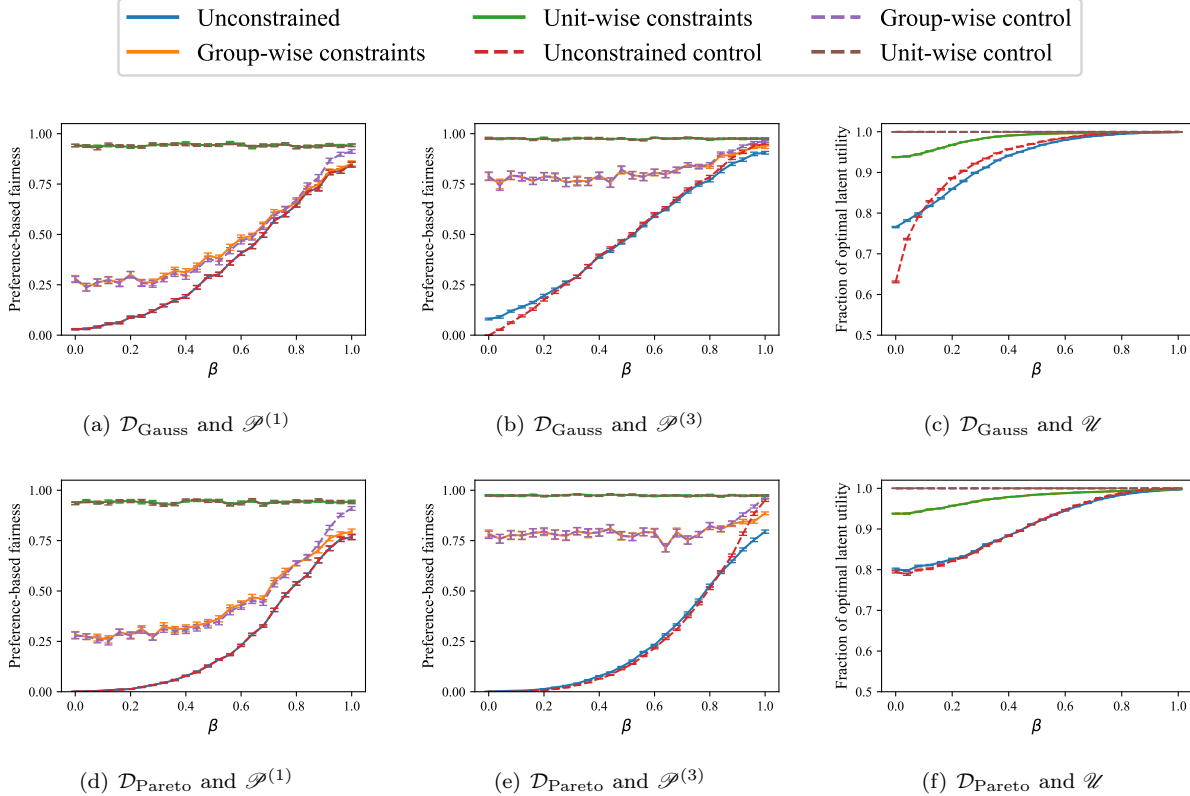 Unconstrained Unit-wise constraints Group-wise control
Group-wise constraints Unconstrained control Unit-wise control
Preference-based fairness
1.00
0.75
0.50
0.25
0.00
0.0 0.2 0.4 0.6 0.8 1.0
β
Preference-based fairness
1.00
0.75
0.50
0.25
0.00
0.0 0.2 0.4 0.6 0.8 1.0
β
Fraction of optimal latent utility
1.0
0.9
0.8
0.7
0.6
0.5
0.0 0.2 0.4 0.6 0.8 1.0
β
(a) 𝒟Gauss and 𝒫(1)
(b) 𝒟Gauss and 𝒫(3)
(c) 𝒟Gauss and 𝒰
Preference-based fairness
1.00
0.75
0.50
0.25
0.00
0.0 0.2 0.4 0.6 0.8 1.0
β
Preference-based fairness
1.00
0.75
0.50
0.25
0.00
0.0 0.2 0.4 0.6 0.8 1.0
β
Fraction of optimal latent utility
1.0
0.9
0.8
0.7
0.6
0.5
0.0 0.2 0.4 0.6 0.8 1.0
β
(d) 𝒟Pareto and 𝒫(1)
(e) 𝒟Pareto and 𝒫(3)
(f) 𝒟Pareto and 𝒰